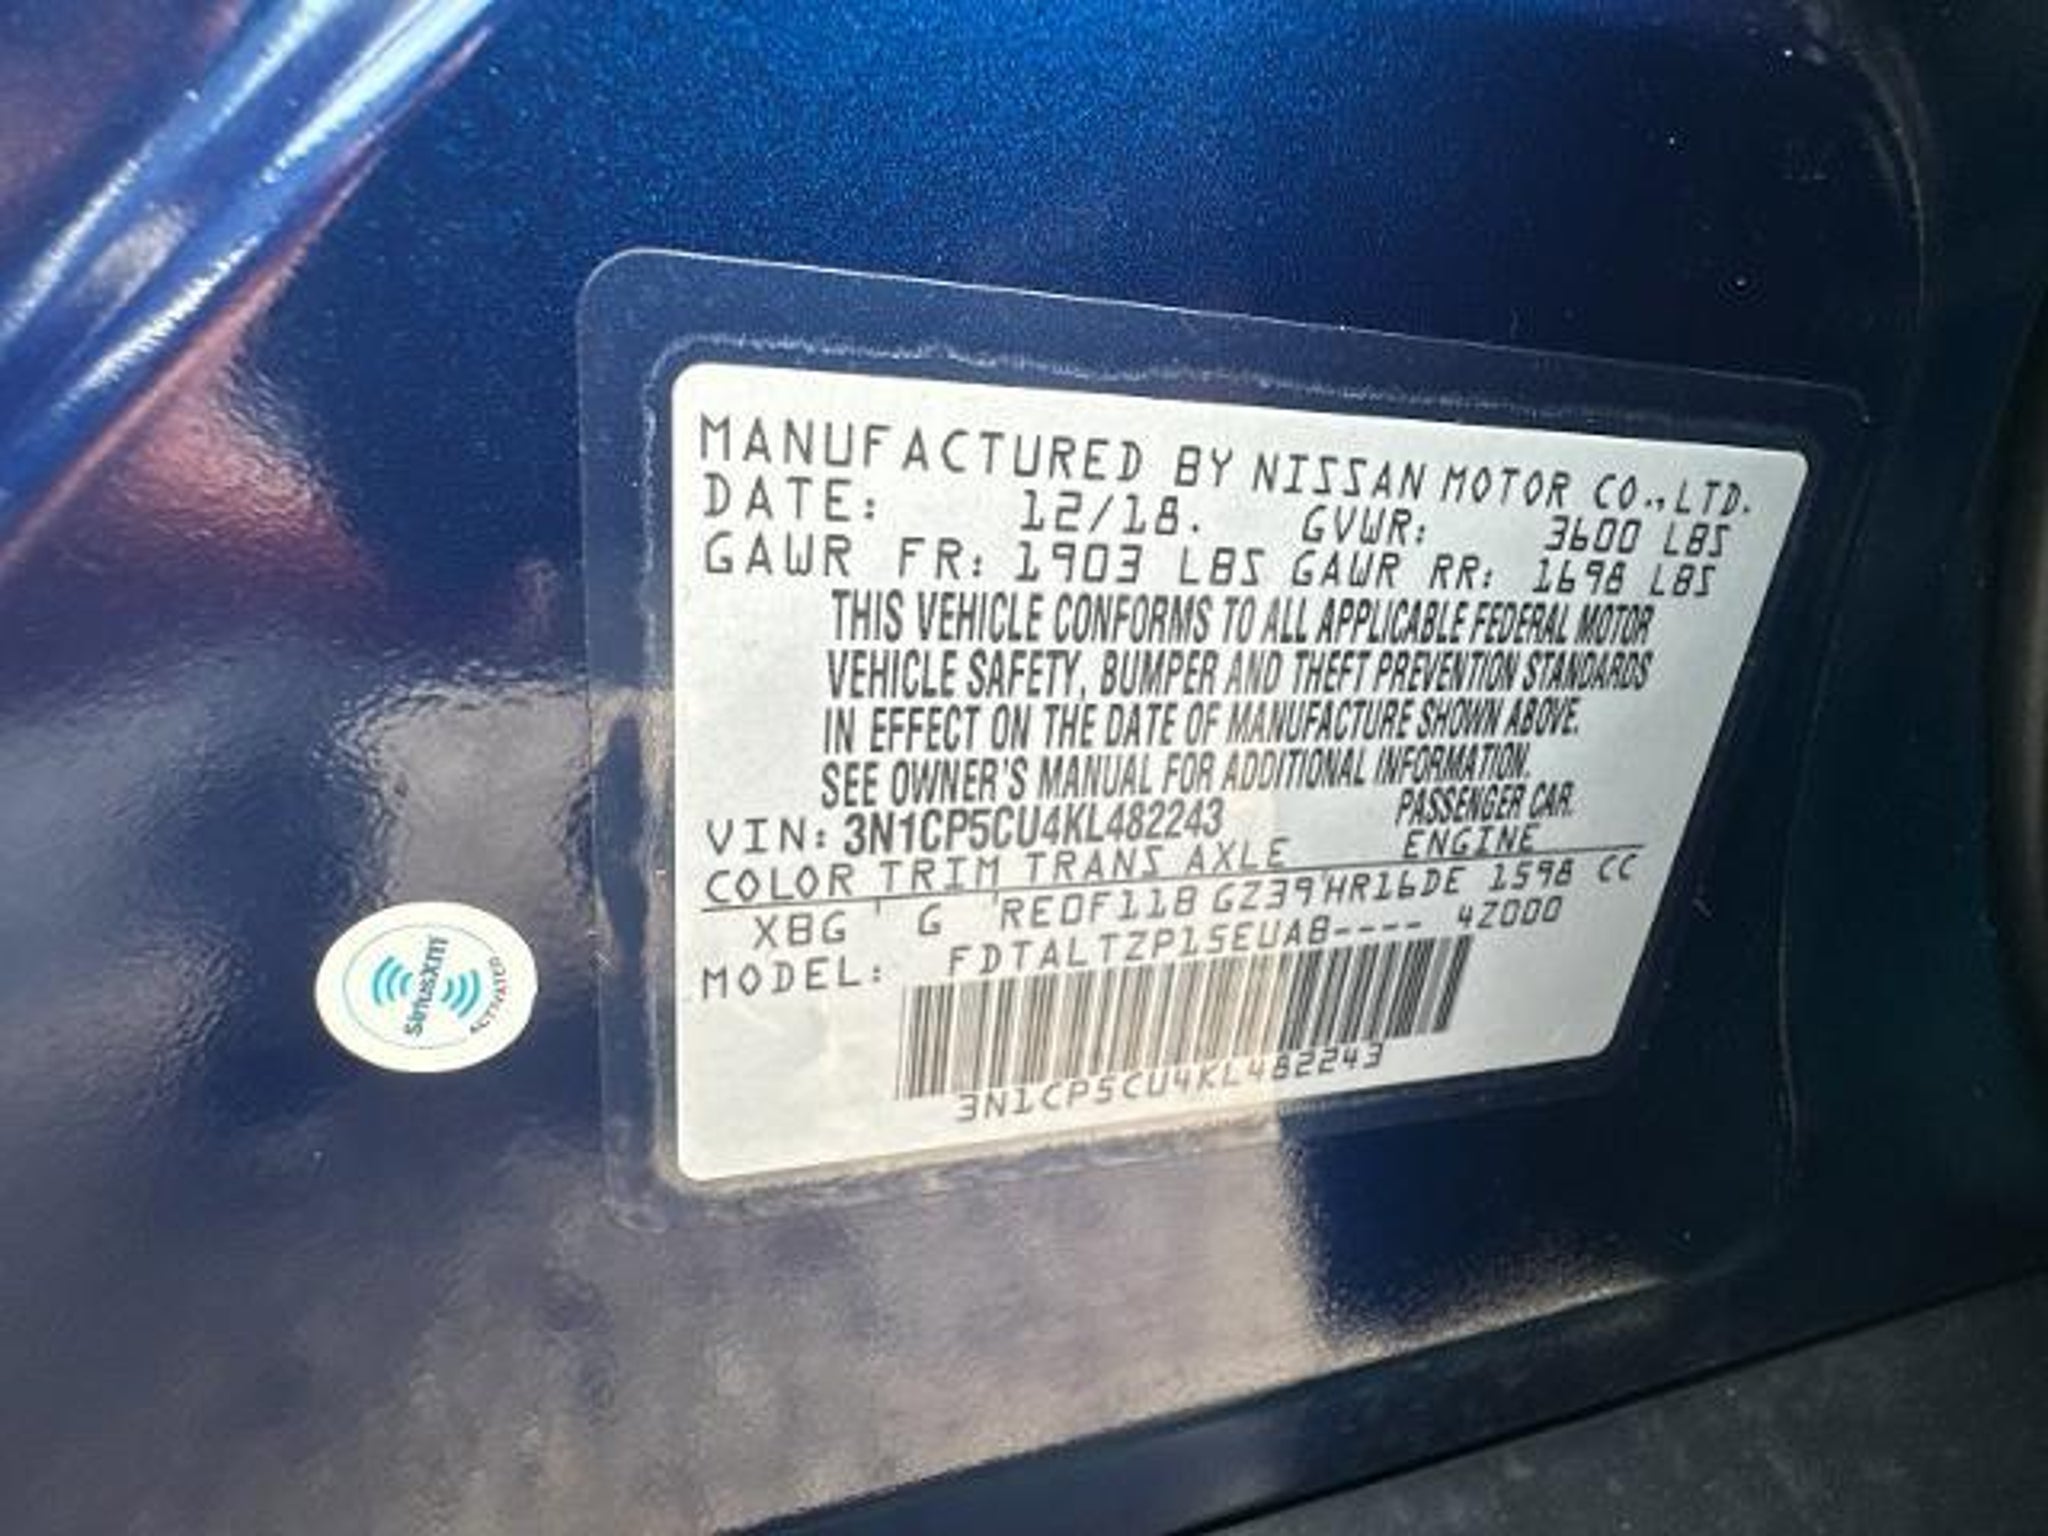 MANUFACTURED BY NISSAN MOTOR CO., LTD.
DATE: 12/18. GVWR: 3600 LBS
GAWR FR: 1903 LBS GAWR RR: 1698 LBS
THIS VEHICLE CONFORMS TO ALL APPLICABLE FEDERAL MOTOR
VEHICLE SAFETY, BUMPER AND THEFT PREVENTION STANDARDS
IN EFFECT ON THE DATE OF MANUFACTURE SHOWN ABOVE.
SEE OWNER'S MANUAL FOR ADDITIONAL INFORMATION.
VIN: 3N1CP5CU4KL482243 PASSENGER CAR.
COLOR TRIM TRANS AXLE ENGINE
XBG G RE0F11B GZ39 HR16DE 1598 CC
MODEL: FDTALTZP15EUAB---- 4Z000
3N1CP5CU4KL482243
siriusxm
ACTIVATED